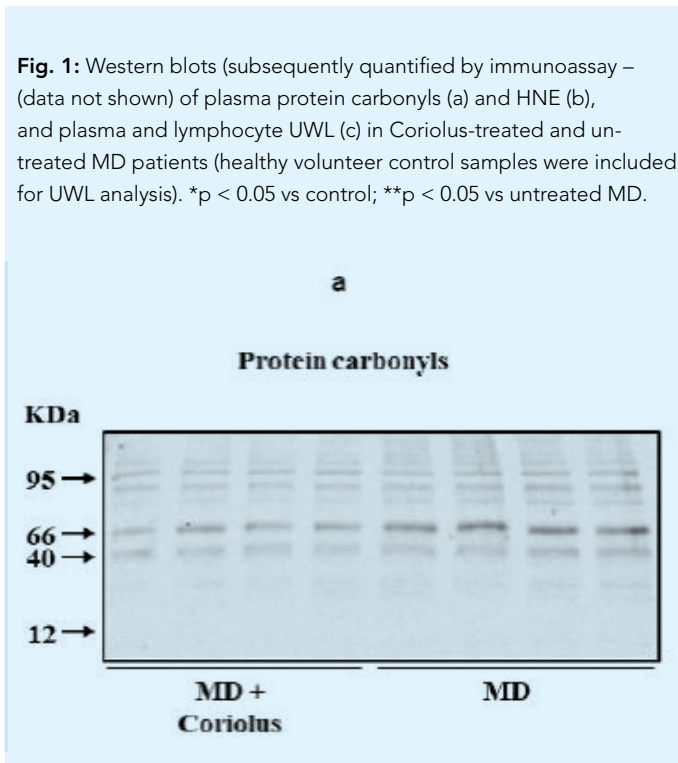 Fig. 1: Western blots (subsequently quantified by immunoassay –
(data not shown) of plasma protein carbonyls (a) and HNE (b),
and plasma and lymphocyte UWL (c) in Coriolus-treated and un-
treated MD patients (healthy volunteer control samples were included
for UWL analysis). *p < 0.05 vs control; **p < 0.05 vs untreated MD.
a
Protein carbonyls
KDa
95
66
40
12
MD +
Coriolus
MD